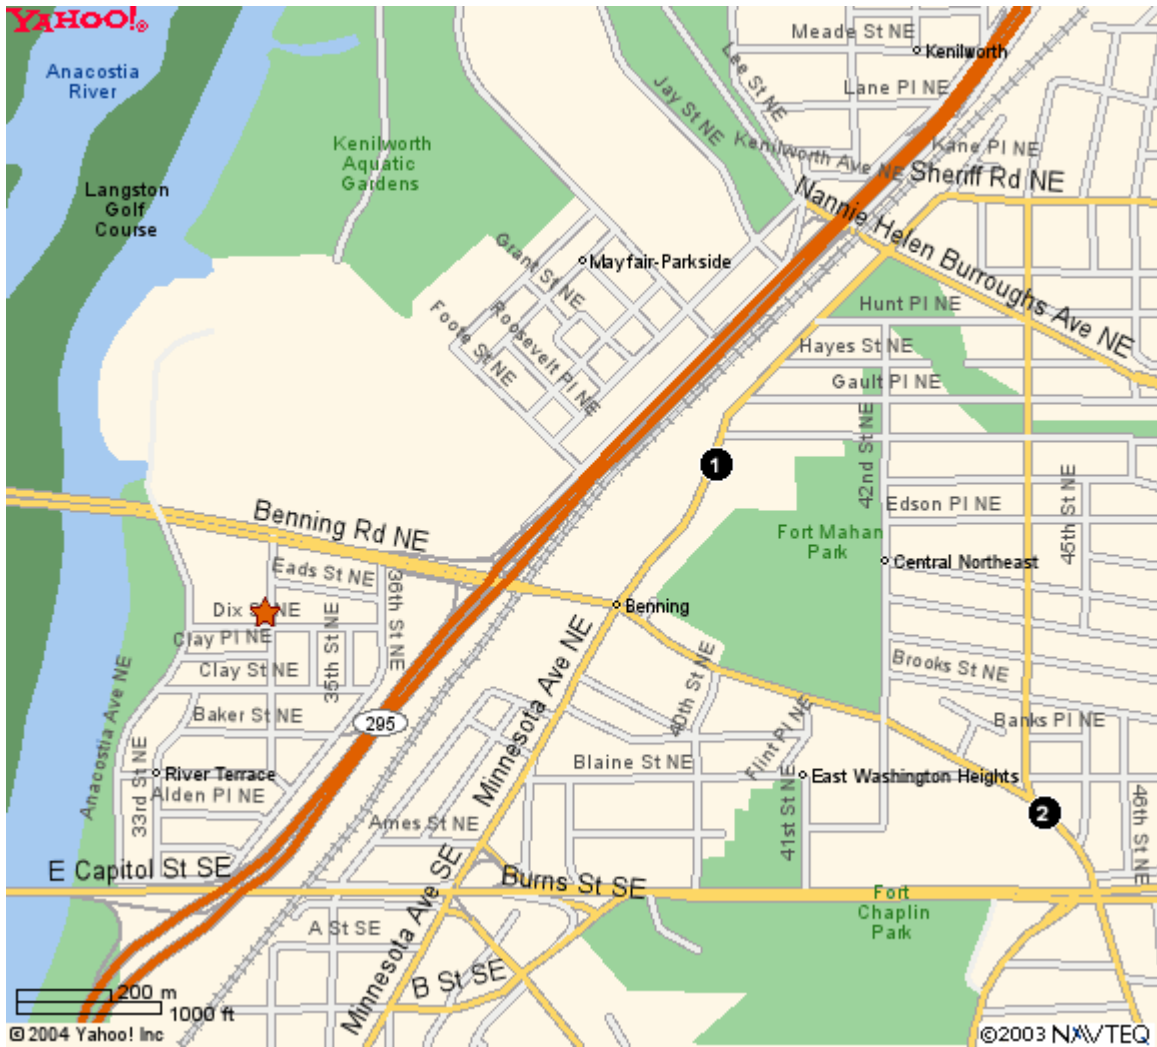 YAHOO!®
Meade St NE
Kenilworth
Lee St NE
Anacostia
River
Jay St NE
Lane Pl NE
Kenilworth
Aquatic
Gardens
Kenilworth Ave NE
Kane Pl NE
Sheriff Rd NE
Langston
Golf
Course
Nannie Helen Burroughs Ave NE
Grant St NE
Mayfair-Parkside
Foote St NE
Roosevelt Pl NE
Hunt Pl NE
Hayes St NE
Gault Pl NE
42nd St NE
1
45th St NE
Edson Pl NE
Benning Rd NE
Fort Mahan
Park
Central Northeast
Eads St NE
36th St NE
Dix St NE
Benning
Clay Pl NE
35th St NE
Clay St NE
Minnesota Ave NE
40th St NE
Brooks St NE
Anacostia Ave NE
Baker St NE
295
Flint Pl NE
Banks Pl NE
33rd St NE
River Terrace
Blaine St NE
East Washington Heights
Alden Pl NE
41st St NE
46th St NE
2
Ames St NE
E Capitol St SE
Burns St SE
Minnesota Ave SE
Fort
Chaplin
Park
A St SE
B St SE
200 m
1000 ft
© 2004 Yahoo! Inc
©2003 NAVTEQ